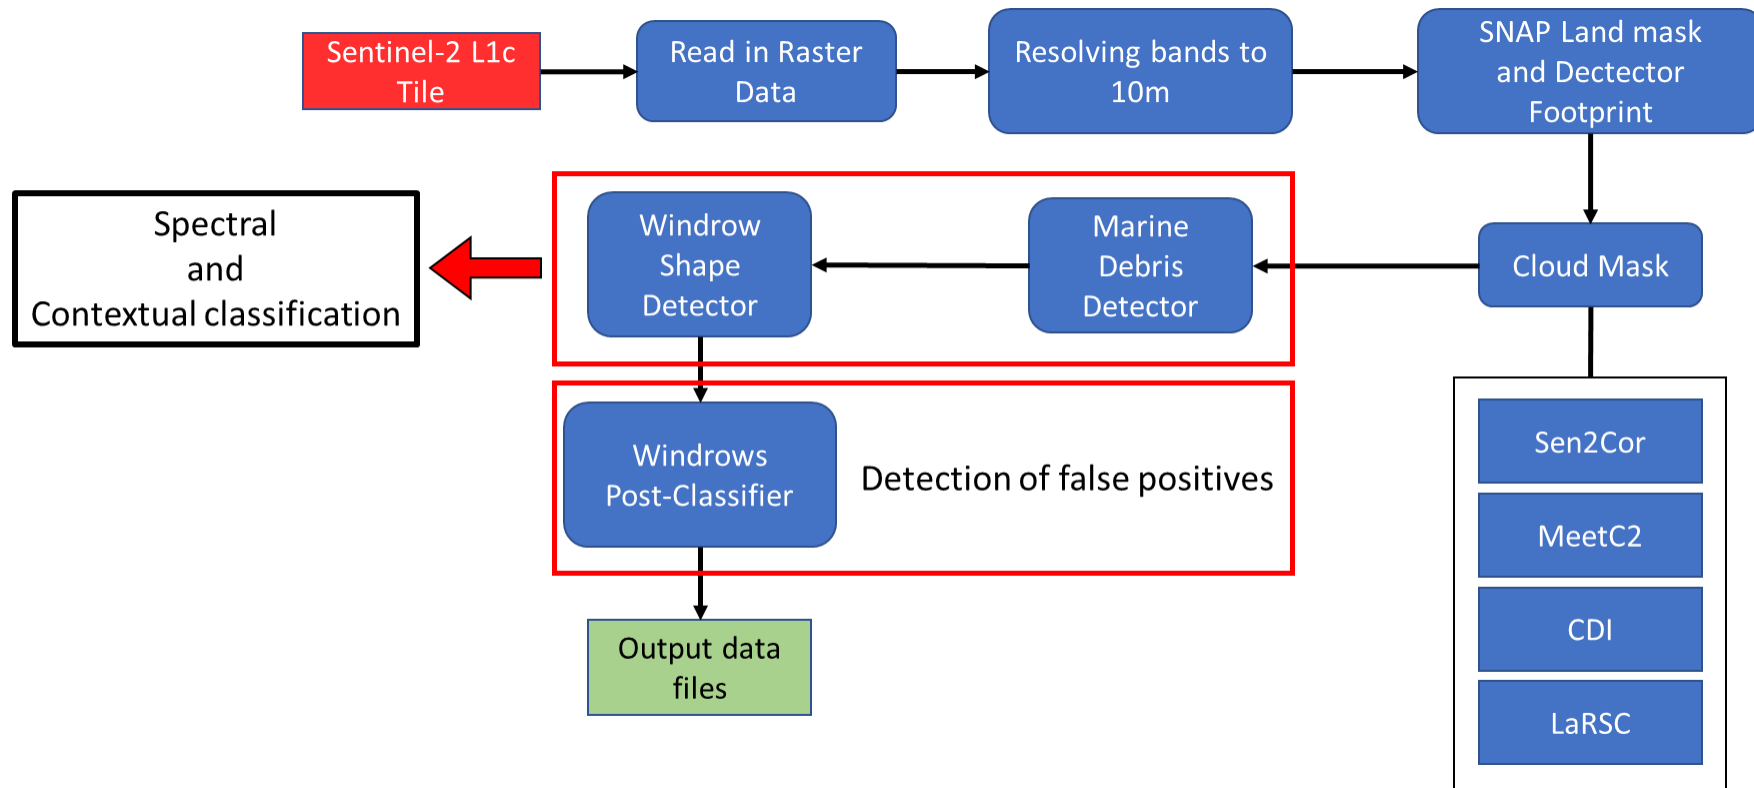 Sentinel-2 L1c
Tile
Read in Raster
Data
Resolving bands to
10m
SNAP Land mask
and Dectector
Footprint
Spectral
and
Contextual classification
Windrow
Shape
Detector
Marine
Debris
Detector
Cloud Mask
Windrows
Post-Classifier
Detection of false positives
Output data
files
Sen2Cor
MeetC2
CDI
LaRSC